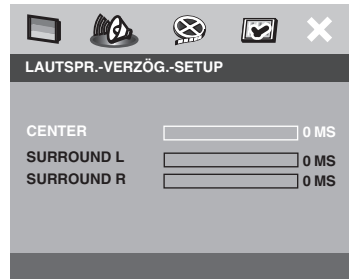 LAUTSPR.-VERZÖG.-SETUP
CENTER 0 MS
SURROUND L 0 MS
SURROUND R 0 MS